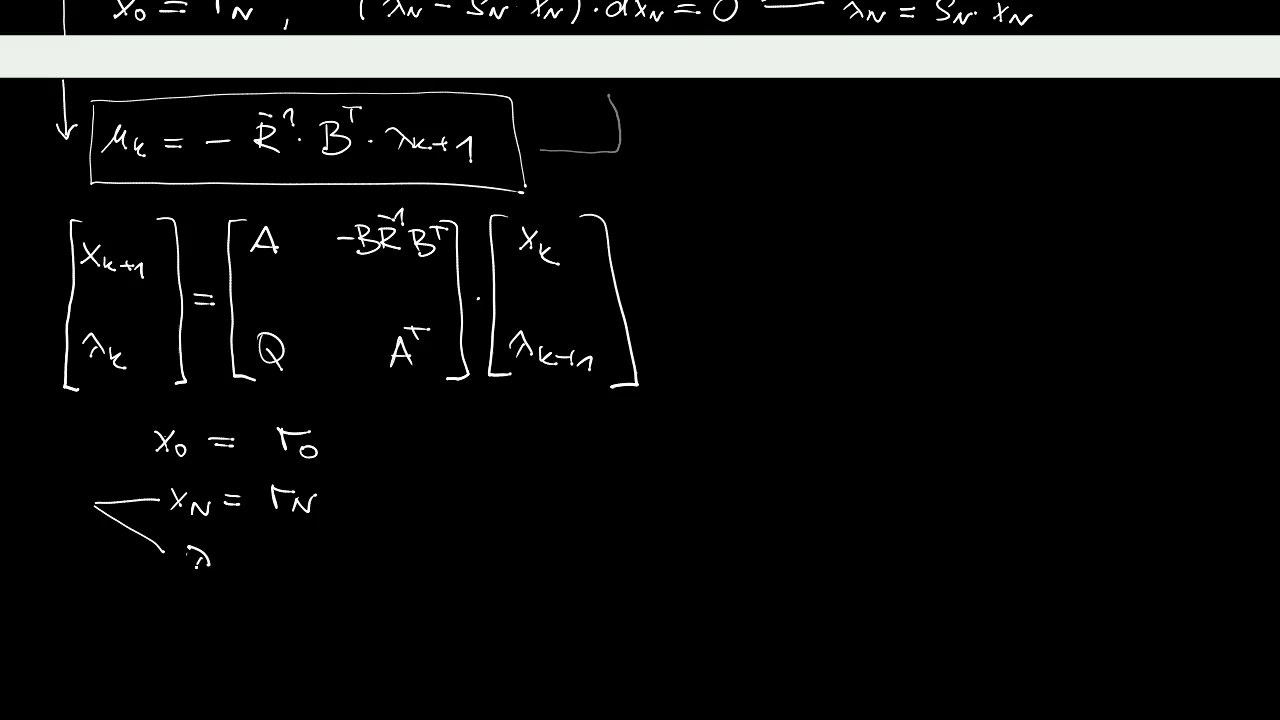 x₀ = r_N, (λ_N − S_N x_N) · dx_N = 0 — λ_N = S_N · x_N
u_k = − R⁻¹ · Bᵀ · λ_{k+1}
[x_{k+1} λ_k] = [A −BR⁻¹Bᵀ Q Aᵀ] · [x_k λ_{k+1}]
x₀ = r₀
x_N = r_N
λ